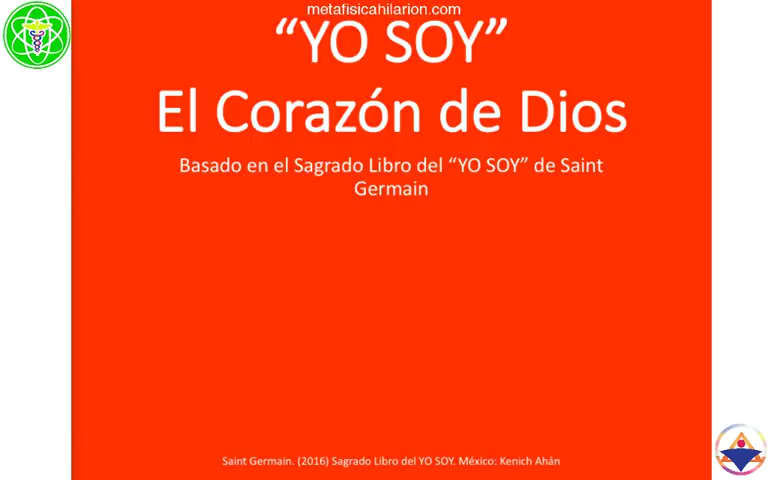 metafisicahilarion.com
“YO SOY”
El Corazón de Dios
Basado en el Sagrado Libro del “YO SOY” de Saint
Germain
Saint Germain. (2016) Sagrado Libro del YO SOY. México: Kenich Ahán